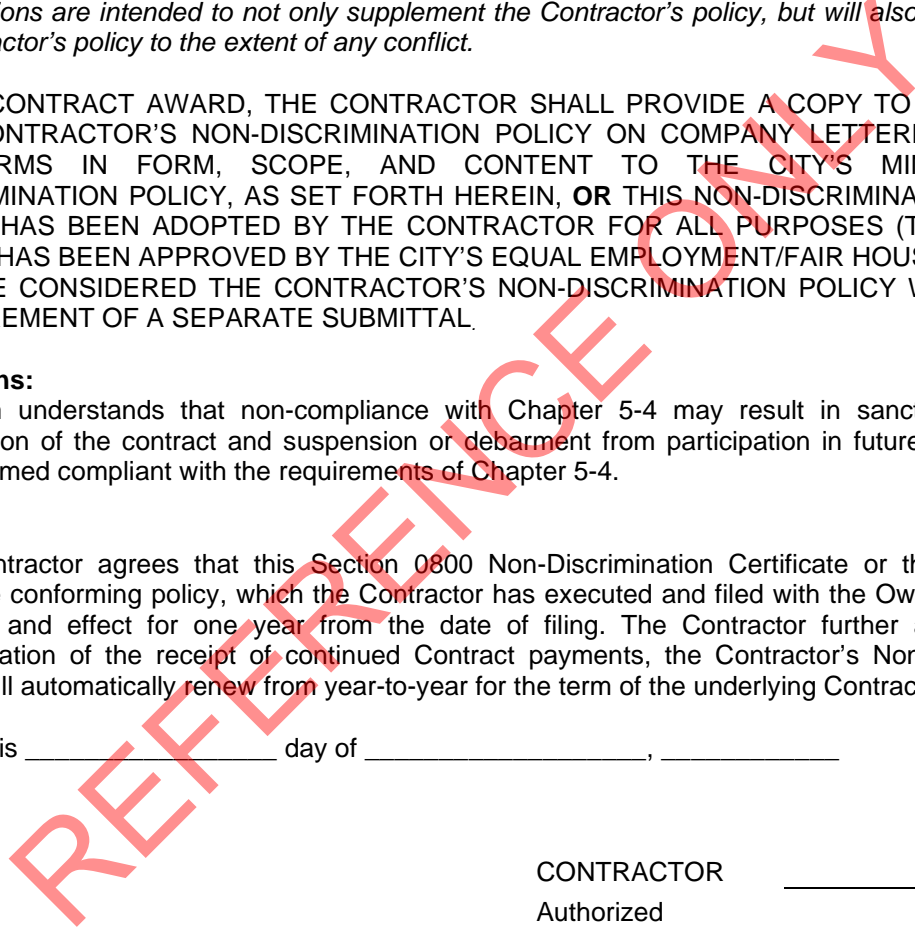 ions are intended to not only supplement the Contractor's policy, but will also
actor's policy to the extent of any conflict.
CONTRACT AWARD, THE CONTRACTOR SHALL PROVIDE A COPY TO
ONTRACTOR'S NON-DISCRIMINATION POLICY ON COMPANY LETTER
RMS IN FORM, SCOPE, AND CONTENT TO THE CITY'S MI
MINATION POLICY, AS SET FORTH HEREIN, OR THIS NON-DISCRIMINA
HAS BEEN ADOPTED BY THE CONTRACTOR FOR ALL PURPOSES (T
HAS BEEN APPROVED BY THE CITY'S EQUAL EMPLOYMENT/FAIR HOUS
E CONSIDERED THE CONTRACTOR'S NON-DISCRIMINATION POLICY
EMENT OF A SEPARATE SUBMITTAL.
ns:
understands that non-compliance with Chapter 5-4 may result in sanct
ion of the contract and suspension or debarment from participation in future
med compliant with the requirements of Chapter 5-4.
ntractor agrees that this Section 0800 Non-Discrimination Certificate or th
conforming policy, which the Contractor has executed and filed with the Ow
and effect for one year from the date of filing. The Contractor further a
ation of the receipt of continued Contract payments, the Contractor's Non
ll automatically renew from year-to-year for the term of the underlying Contrac
is _________________ day of ___________________, ____________
CONTRACTOR
Authorized
REFERENCE ONLY